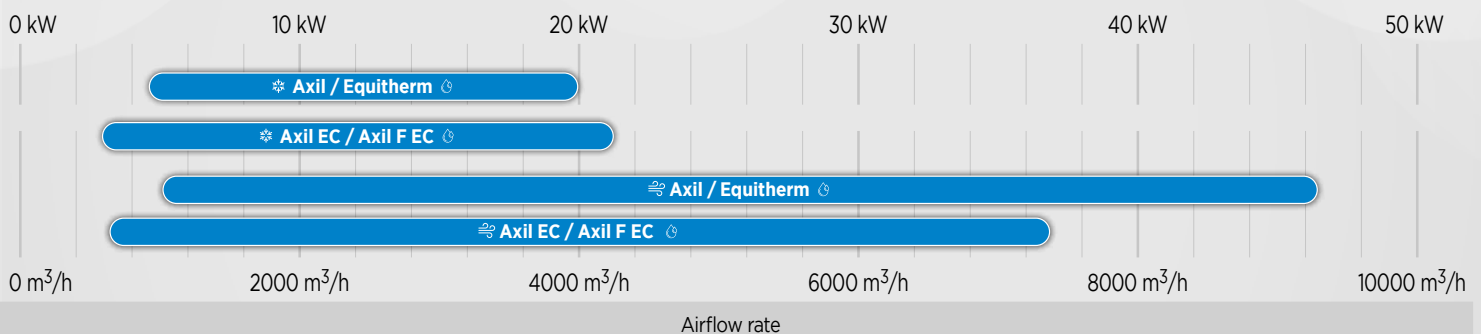 0 kW 10 kW 20 kW 30 kW 40 kW 50 kW
Axil / Equitherm
Axil EC / Axil F EC
Axil / Equitherm
Axil EC / Axil F EC
0 m³/h 2000 m³/h 4000 m³/h 6000 m³/h 8000 m³/h 10000 m³/h
Airflow rate